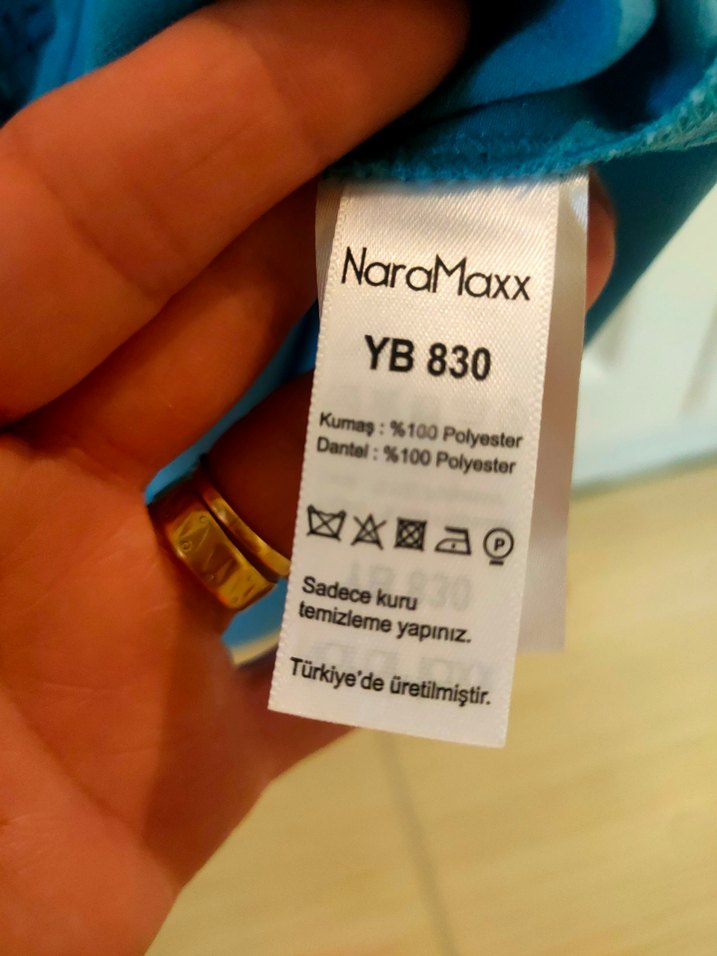 NaraMaxx
YB 830
Kumaş : %100 Polyester
Dantel : %100 Polyester
P
Sadece kuru
temizleme yapınız.
Türkiye'de üretilmiştir.